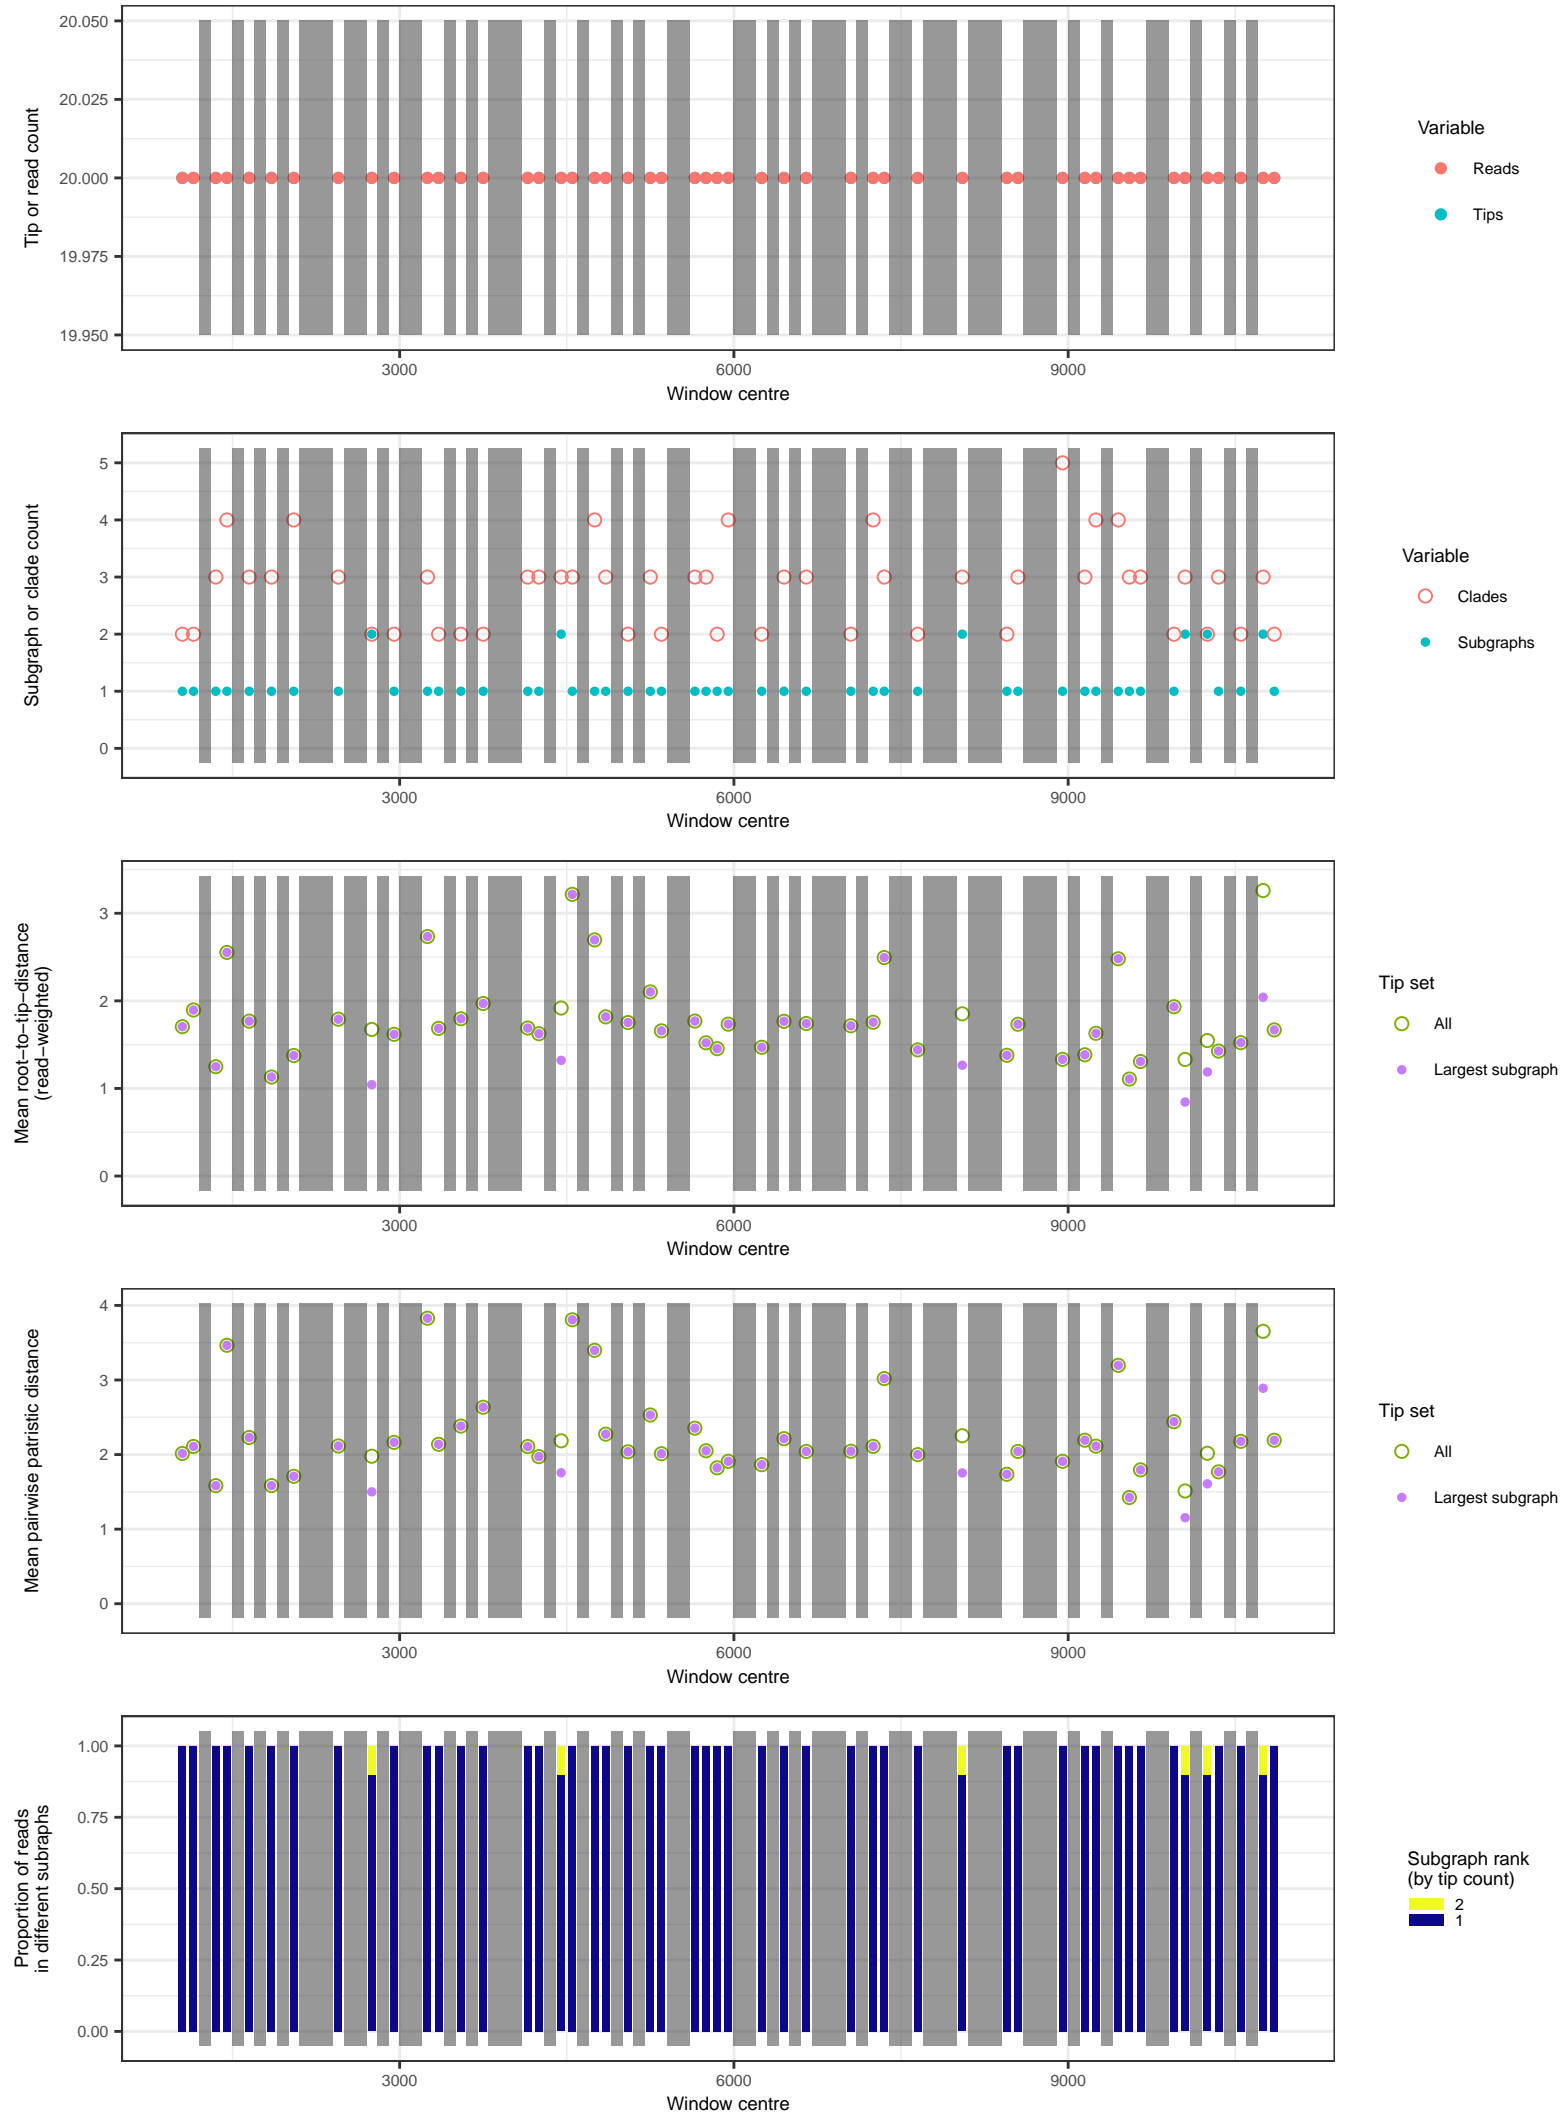 20.050
20.025
20.000
19.975
19.950
Tip or read count
3000 6000 9000
Window centre
Variable
Reads
Tips
5
4
3
2
1
0
Subgraph or clade count
3000 6000 9000
Window centre
Variable
Clades
Subgraphs
3
2
1
0
Mean root−to−tip−distance
(read−weighted)
3000 6000 9000
Window centre
Tip set
All
Largest subgraph
4
3
2
1
0
Mean pairwise patristic distance
3000 6000 9000
Window centre
Tip set
All
Largest subgraph
1.00
0.75
0.50
0.25
0.00
Proportion of reads
in different subraphs
3000 6000 9000
Window centre
Subgraph rank
(by tip count)
2
1